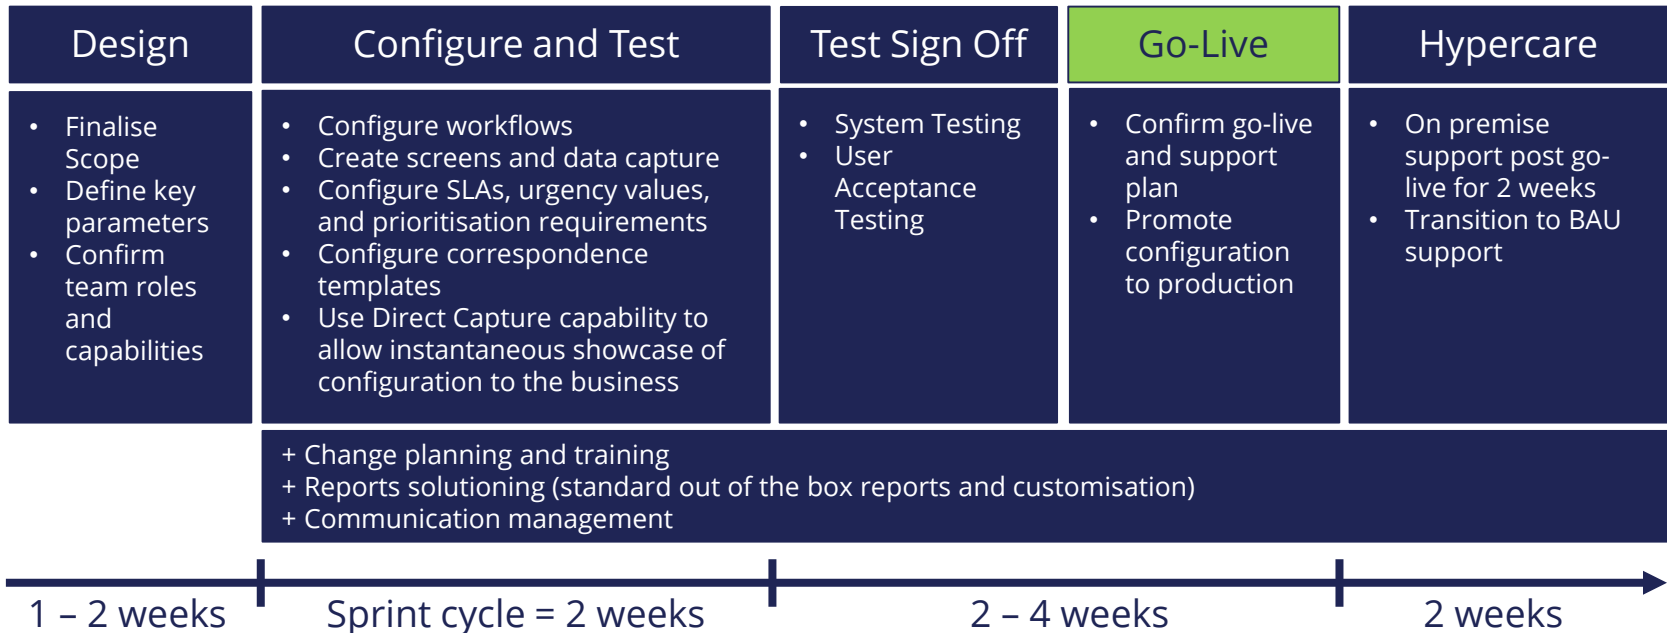 Design
Configure and Test
Test Sign Off
Go-Live
Hypercare
• Finalise
Scope
• Define key
parameters
• Confirm
team roles
and
capabilities
• Configure workflows
• Create screens and data capture
• Configure SLAs, urgency values,
and prioritisation requirements
• Configure correspondence
templates
• Use Direct Capture capability to
allow instantaneous showcase of
configuration to the business
• System Testing
• User
Acceptance
Testing
• Confirm go-live
and support
plan
• Promote
configuration
to production
• On premise
support post go-
live for 2 weeks
• Transition to BAU
support
+ Change planning and training
+ Reports solutioning (standard out of the box reports and customisation)
+ Communication management
1 – 2 weeks
Sprint cycle = 2 weeks
2 – 4 weeks
2 weeks